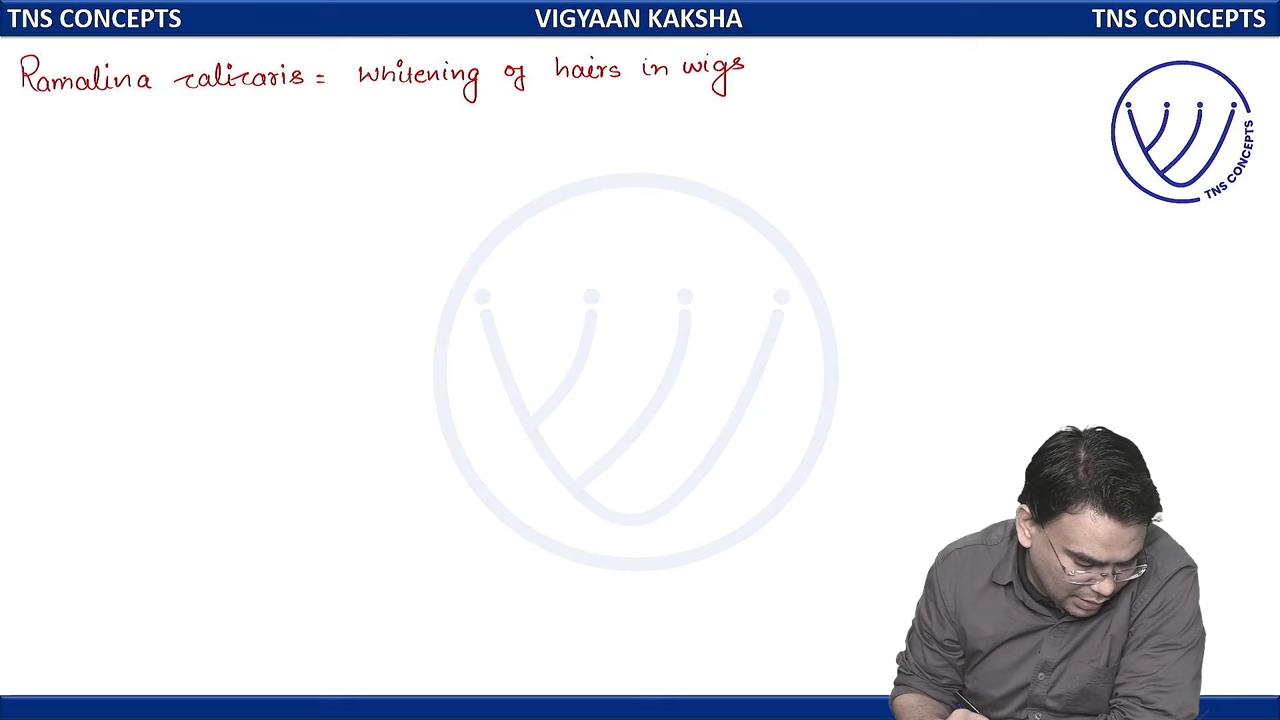 TNS CONCEPTS VIGYAAN KAKSHA TNS CONCEPTS
Ramalina calicaris = whitening of hairs in wigs
TNS CONCEPTS